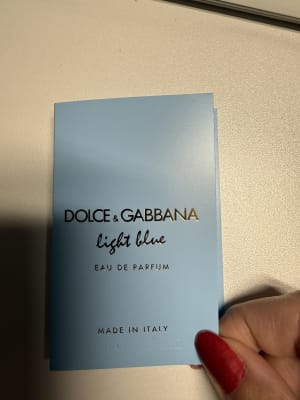 DOLCE & GABBANA
light blue
EAU DE PARFUM
MADE IN ITALY